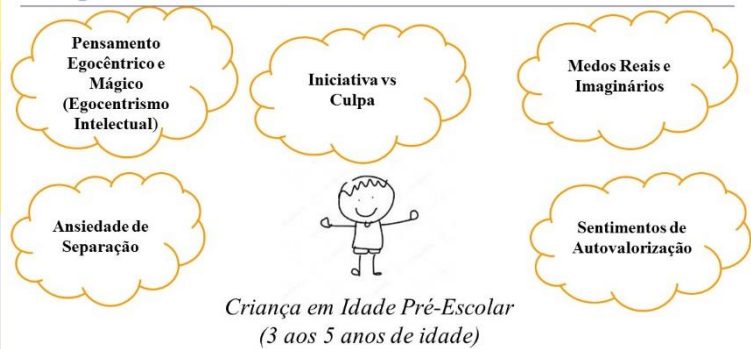 Pensamento
Egocêntrico e
Mágico
(Egocentrismo
Intelectual)
Iniciativa vs
Culpa
Medos Reais e
Imaginários
Ansiedade de
Separação
Sentimentos de
Autovalorização
Criança em Idade Pré-Escolar
(3 aos 5 anos de idade)